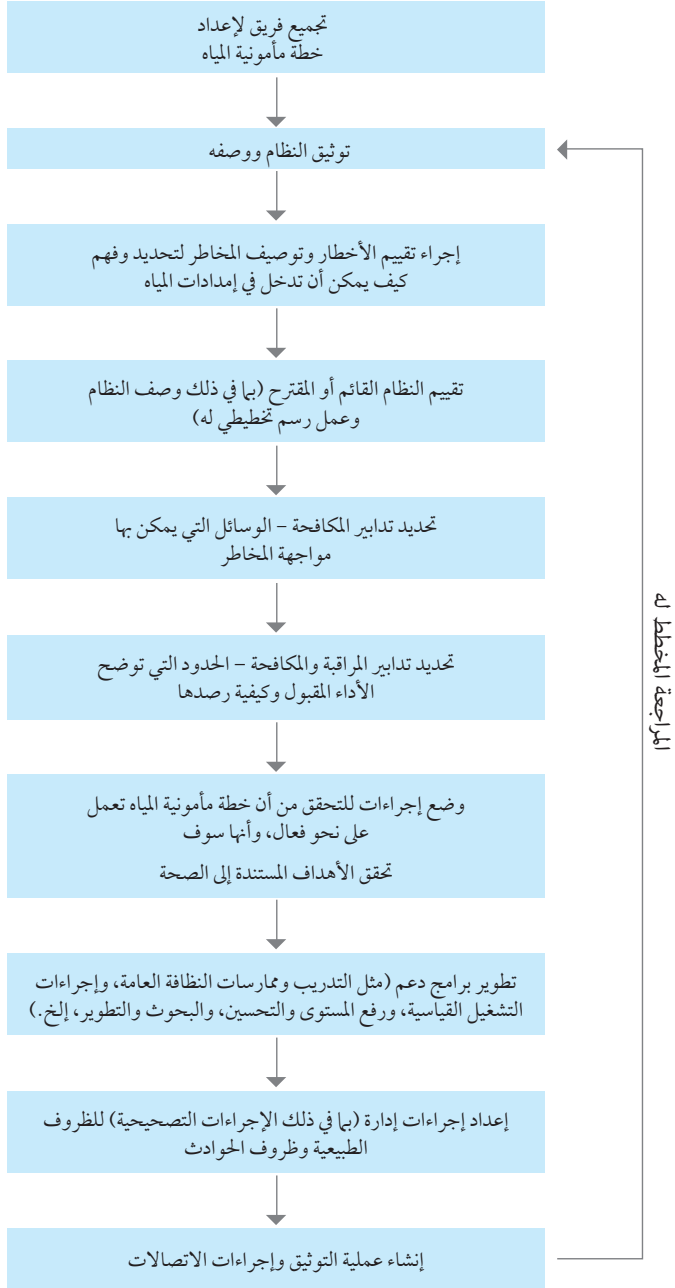 تجميع فريق لإعداد
خطة مأمونية المياه
توثيق النظام ووصفه
إجراء تقييم الأخطار وتوصيف المخاطر لتحديد وفهم
كيف يمكن أن تدخل في إمدادات المياه
تقييم النظام القائم أو المقترح (بما في ذلك وصف النظام
وعمل رسم تخطيطي له)
تحديد تدابير المكافحة – الوسائل التي يمكن بها
مواجهة المخاطر
تحديد تدابير المراقبة والمكافحة – الحدود التي توضح
الأداء المقبول وكيفية رصدها
وضع إجراءات للتحقق من أن خطة مأمونية المياه تعمل
على نحو فعال، وأنها سوف
تحقق الأهداف المستندة إلى الصحة
تطوير برامج دعم (مثل التدريب وممارسات النظافة العامة، وإجراءات
التشغيل القياسية، ورفع المستوى والتحسين، والبحوث والتطوير، إلخ.)
إعداد إجراءات إدارة (بما في ذلك الإجراءات التصحيحية) للظروف
الطبيعية وظروف الحوادث
إنشاء عملية التوثيق وإجراءات الاتصالات
المراجعة المخطط له